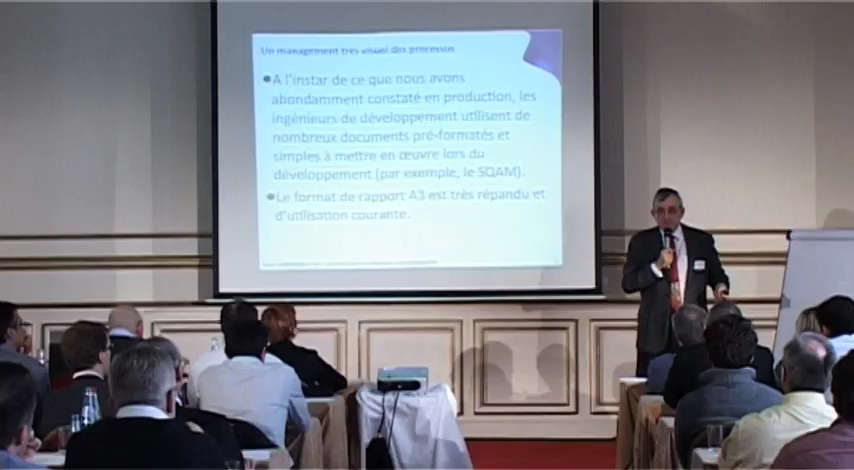 Un management très visuel des processus
●A l'instar de ce que nous avons
abondamment constaté en production, les
ingénieurs de développement utilisent de
nombreux documents pré-formatés et
simples à mettre en œuvre lors du
développement (par exemple, le SQAM).
●Le format de rapport A3 est très répandu et
d'utilisation courante.